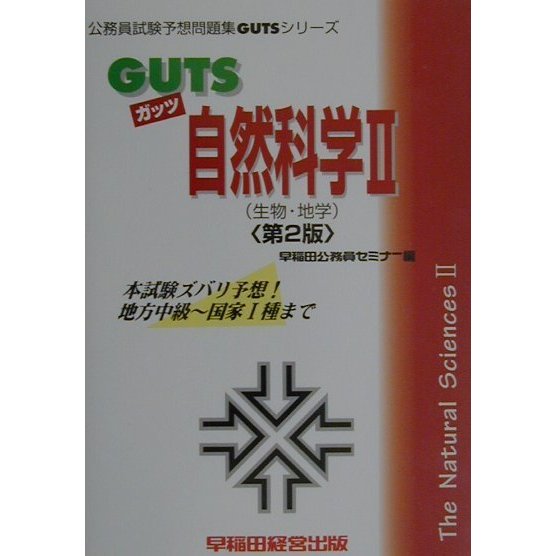 公務員試験予想問題集GUTSシリーズ
GUTS
ガッツ
自然科学Ⅱ
(生物・地学)
〈第2版〉
早稲田公務員セミナー編
本試験ズバリ予想!
地方中級～国家Ⅰ種まで
The Natural Sciences Ⅱ
早稲田経営出版